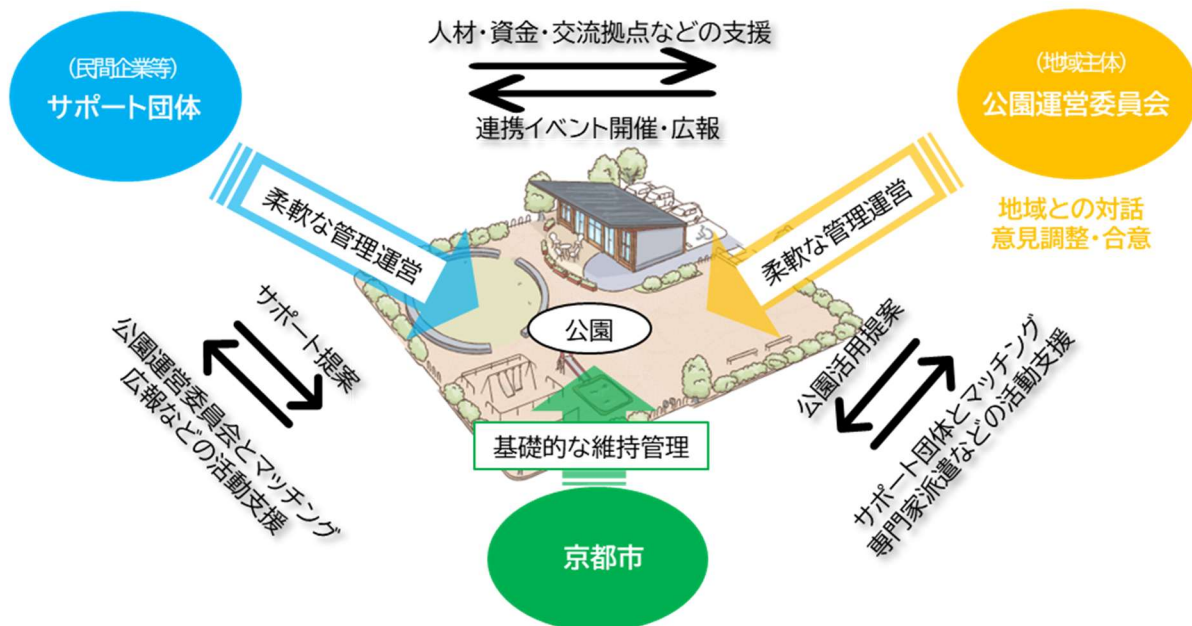 人材・資金・交流拠点などの支援
連携イベント開催・広報
(民間企業等)
サポート団体
(地域主体)
公園運営委員会
地域との対話
意見調整・合意
柔軟な管理運営
柔軟な管理運営
公園
サポート提案
公園運営委員会とマッチング
広報などの活動支援
公園活用提案
サポート団体とマッチング
専門家派遣などの活動支援
基礎的な維持管理
京都市